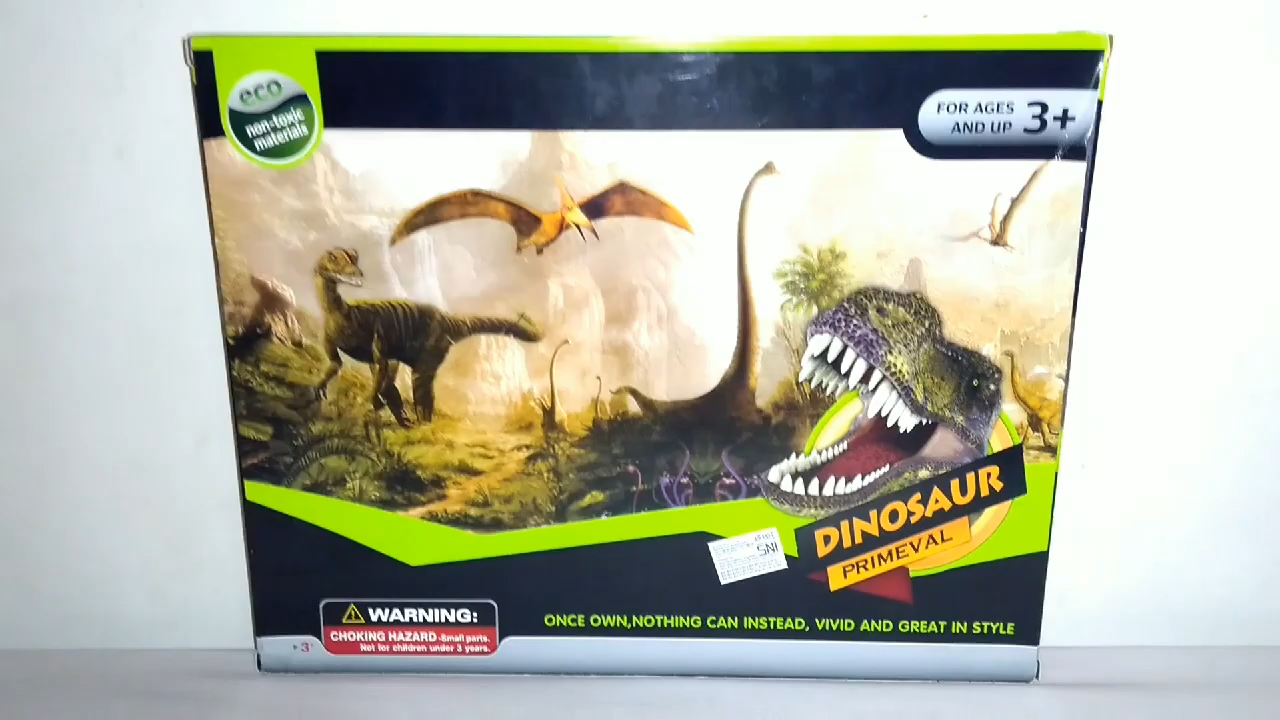 eco
non-toxic
materials
FOR AGES
AND UP 3+
DINOSAUR
PRIMEVAL
SNI
WARNING:
CHOKING HAZARD-Small parts.
Not for children under 3 years.
ONCE OWN,NOTHING CAN INSTEAD, VIVID AND GREAT IN STYLE